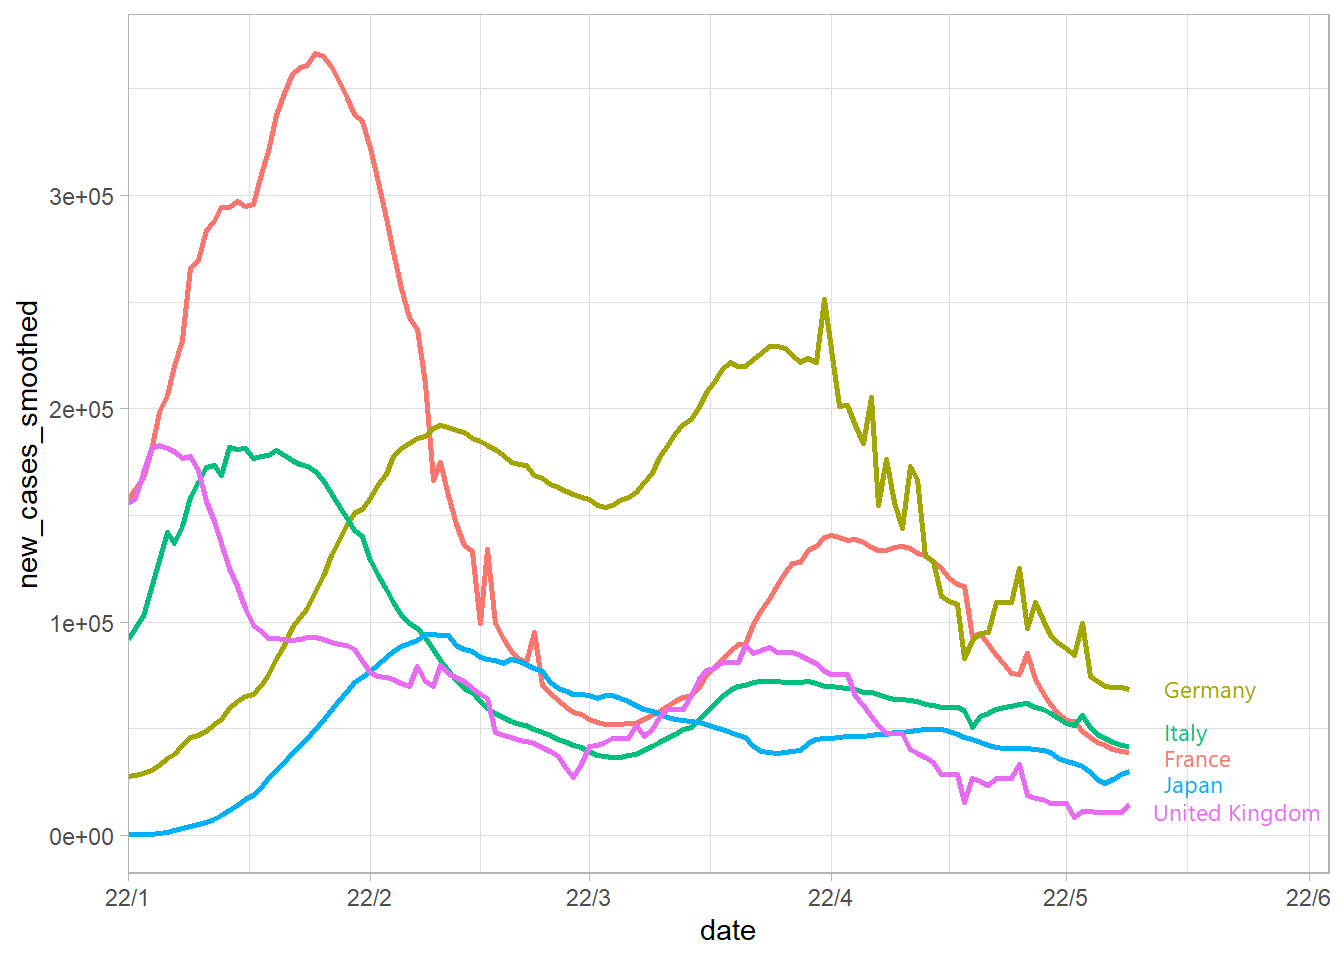 new_cases_smoothed
3e+05
2e+05
1e+05
0e+00
Germany
Italy
France
Japan
United Kingdom
22/1 22/2 22/3 22/4 22/5 22/6
date